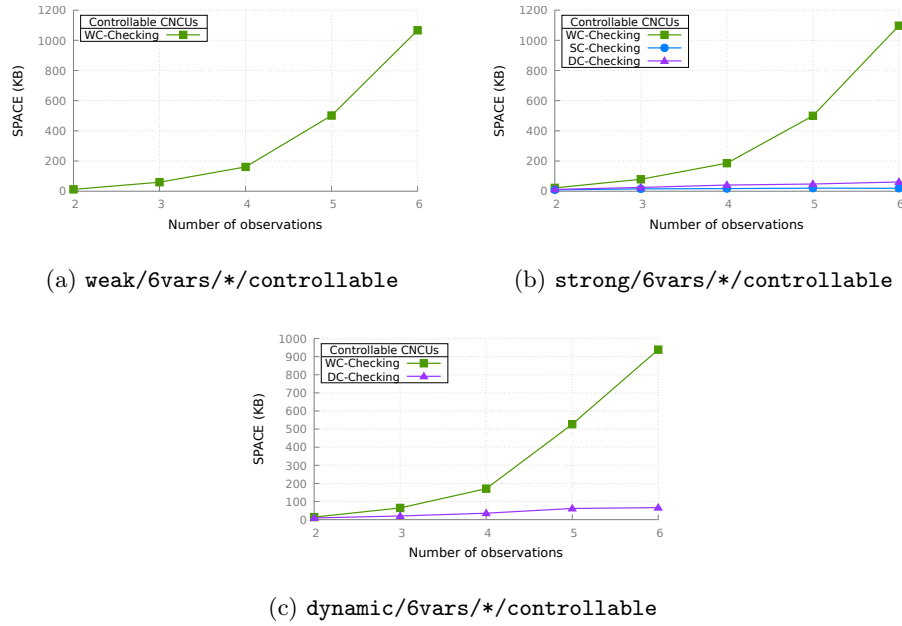 1200
1000
800
600
400
200
0
SPACE (KB)
Controllable CNCUs
WC-Checking
2 3 4 5 6
Number of observations
(a) weak/6vars/*/controllable
1200
1000
800
600
400
200
0
SPACE (KB)
Controllable CNCUs
WC-Checking
SC-Checking
DC-Checking
2 3 4 5 6
Number of observations
(b) strong/6vars/*/controllable
1000
900
800
700
600
500
400
300
200
100
0
SPACE (KB)
Controllable CNCUs
WC-Checking
DC-Checking
2 3 4 5 6
Number of observations
(c) dynamic/6vars/*/controllable